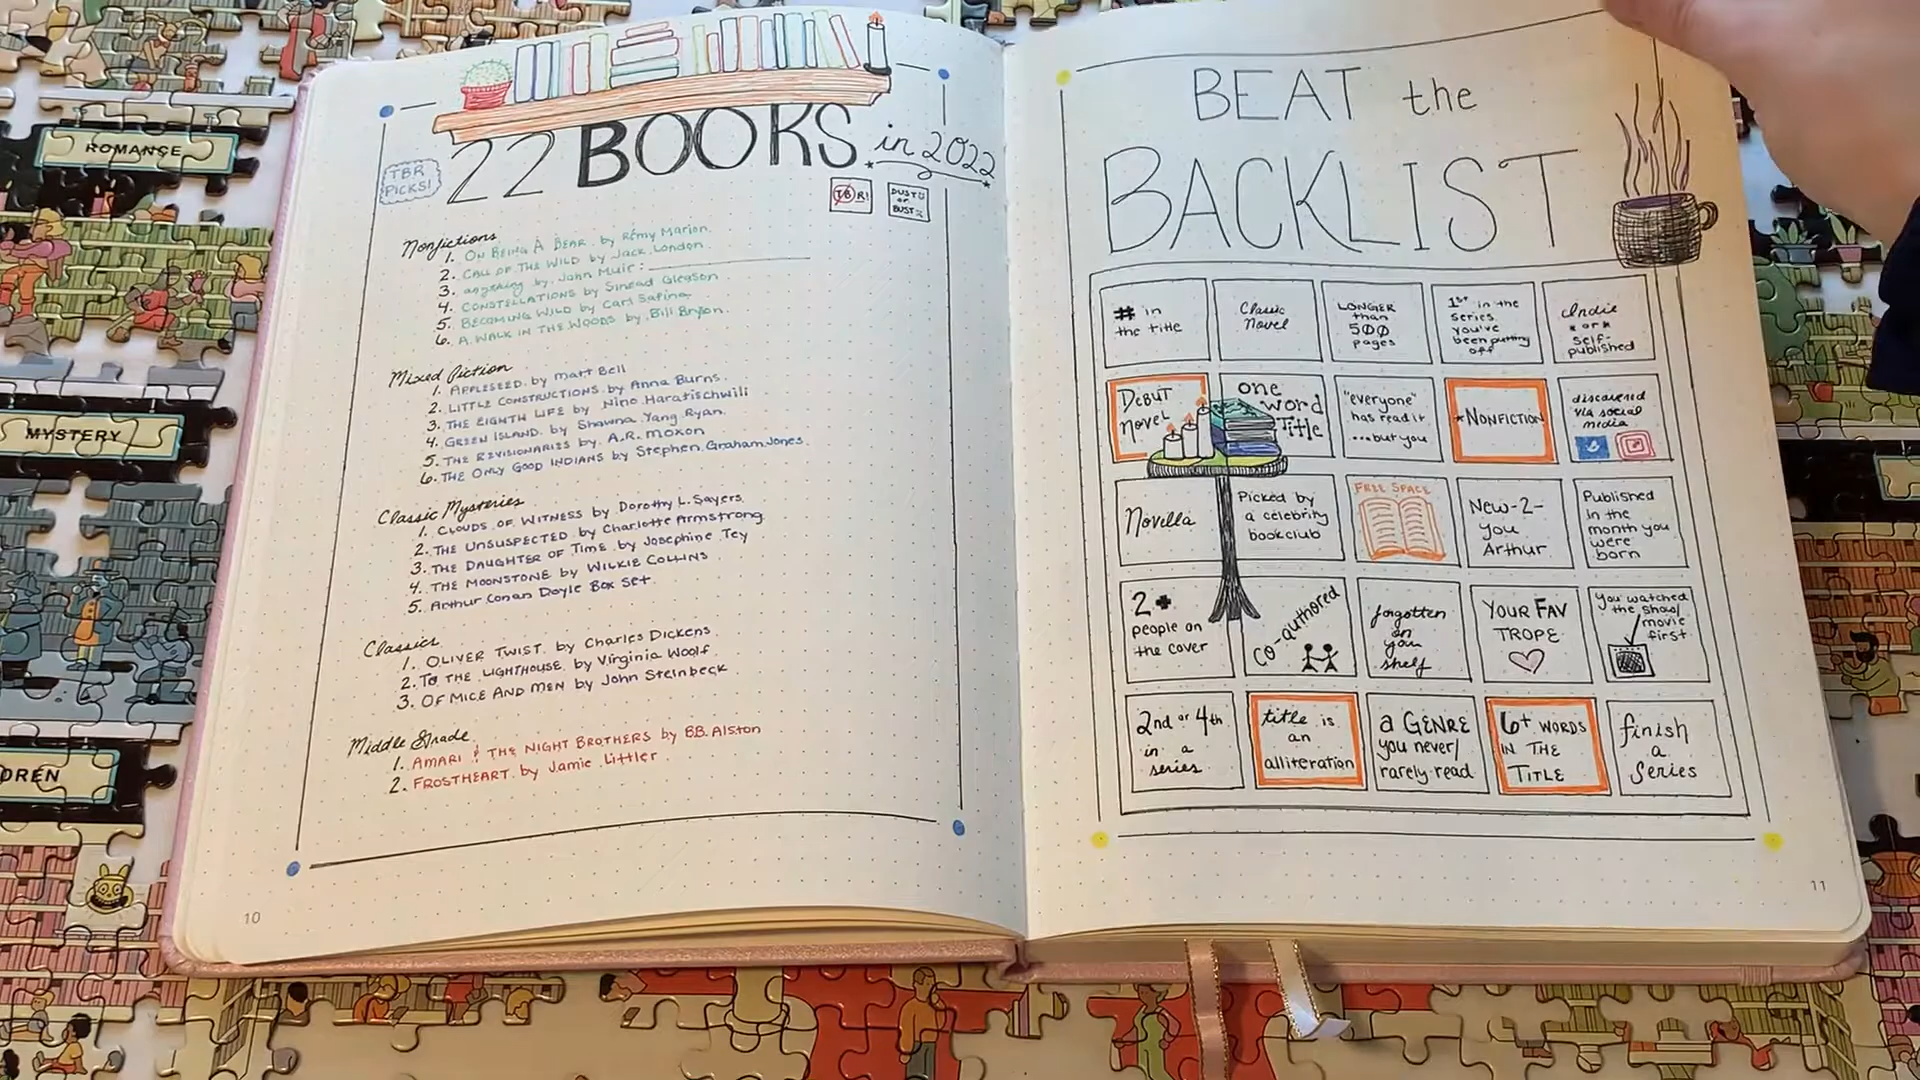 ROMANCE
MYSTERY
DREN
22 BOOKS in 2022
TBR
PICKS!
TBR!
DUST
or
BUST
Nonfictions
1. ON BEING A BEAR by Rémy Marion
2. CALL OF THE WILD by Jack London
3. anything by John Muir:
4. CONSTELLATIONS by Sinéad Gleeson
5. BECOMING WILD by Carl Safina
6. A WALK IN THE WOODS by Bill Bryson
Mixed Fiction
1. APPLESEED by Matt Bell
2. LITTLE CONSTRUCTIONS by Anna Burns
3. THE EIGHTH LIFE by Nino Haratischwili
4. GREEN ISLAND by Shawna Yang Ryan
5. THE REVISIONARIES by A.R. Moxon
6. THE ONLY GOOD INDIANS by Stephen Graham Jones
Classic Mysteries
1. CLOUDS OF WITNESS by Dorothy L. Sayers
2. THE UNSUSPECTED by Charlotte Armstrong
3. THE DAUGHTER OF TIME by Josephine Tey
4. THE MOONSTONE by WILKIE COLLINS
5. Arthur Conan Doyle Box Set
Classics
1. OLIVER TWIST by Charles Dickens
2. TO THE LIGHTHOUSE by Virginia Woolf
3. OF MICE AND MEN by John Steinbeck
Middle Grade
1. AMARI & THE NIGHT BROTHERS by B.B. Alston
2. FROSTHEART by Jamie Littler
10
BEAT the
BACKLIST
# in
the title
Classic
Novel
LONGER
than
500
pages
1st in the
series
you've
been putting
off
Indie
*or*
self-
published
DEBUT
Novel
one
word
Title
"everyone"
has read it
...but you
*NONFICTION
discovered
via social
media
Novella
Picked by
a celebrity
bookclub
FREE SPACE
New-2-
you
Arthur
Published
in the
month you
were
born
2+
people on
the cover
Co-authored
forgotten
on
your
shelf
YOUR FAV
TROPE
You watched
the show/
movie
first
2nd or 4th
in a
series
title is
an
alliteration
a GENRE
you never/
rarely read
6+ WORDS
IN THE
TITLE
finish
a
Series
11